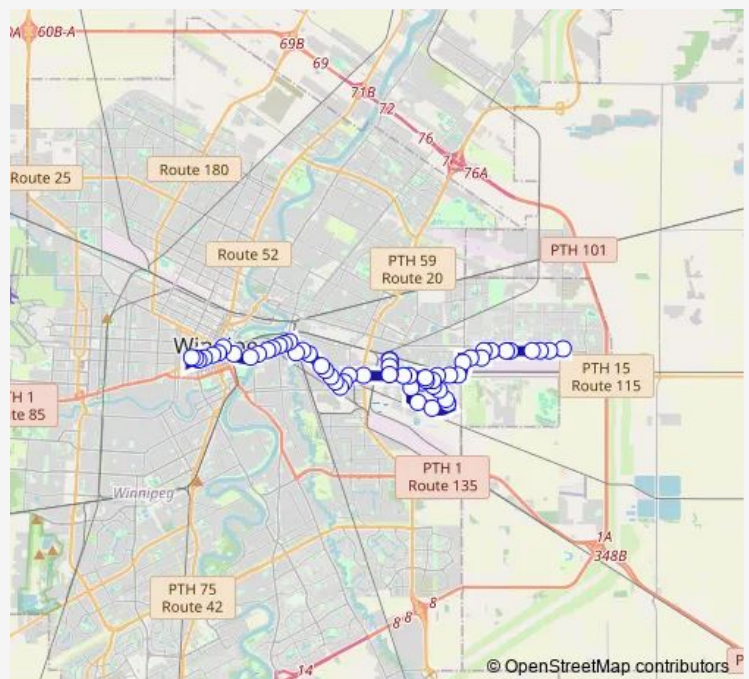 60B-A
69B
69
71B
72
76
76A
Route 180
Route 25
Route 52
PTH 59
Route 20
PTH 101
PTH 15
Route 115
PTH 1
Route 135
Winnipeg
1A
348B
PTH 75
Route 42
8
8
8
14
© OpenStreetMap contributors